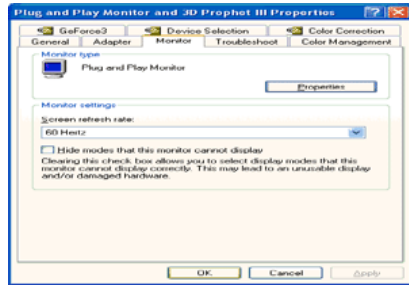 Plug and Play Monitor and 3D Prophet III Properties
GeForce3 Device Selection Color Correction
General Adapter Monitor Troubleshoot Color Management
Monitor type
Plug and Play Monitor
Properties
Monitor settings
Screen refresh rate:
60 Hertz
Hide modes that this monitor cannot display
Clearing this check box allows you to select display modes that this
monitor cannot display correctly. This may lead to an unusable display
and/or damaged hardware.
OK Cancel Apply